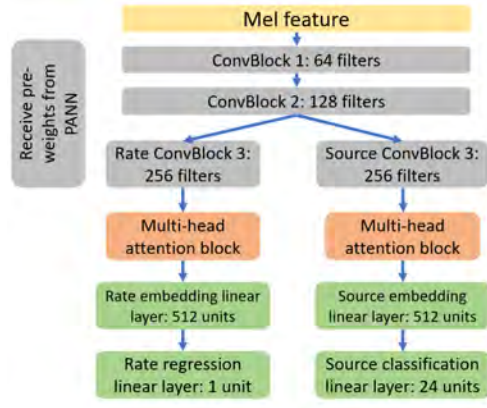 Mel feature
ConvBlock 1: 64 filters
ConvBlock 2: 128 filters
Receive pre-
weights from
PANN
Rate ConvBlock 3:
256 filters
Source ConvBlock 3:
256 filters
Multi-head
attention block
Multi-head
attention block
Rate embedding linear
layer: 512 units
Source embedding
linear layer: 512 units
Rate regression
linear layer: 1 unit
Source classification
linear layer: 24 units